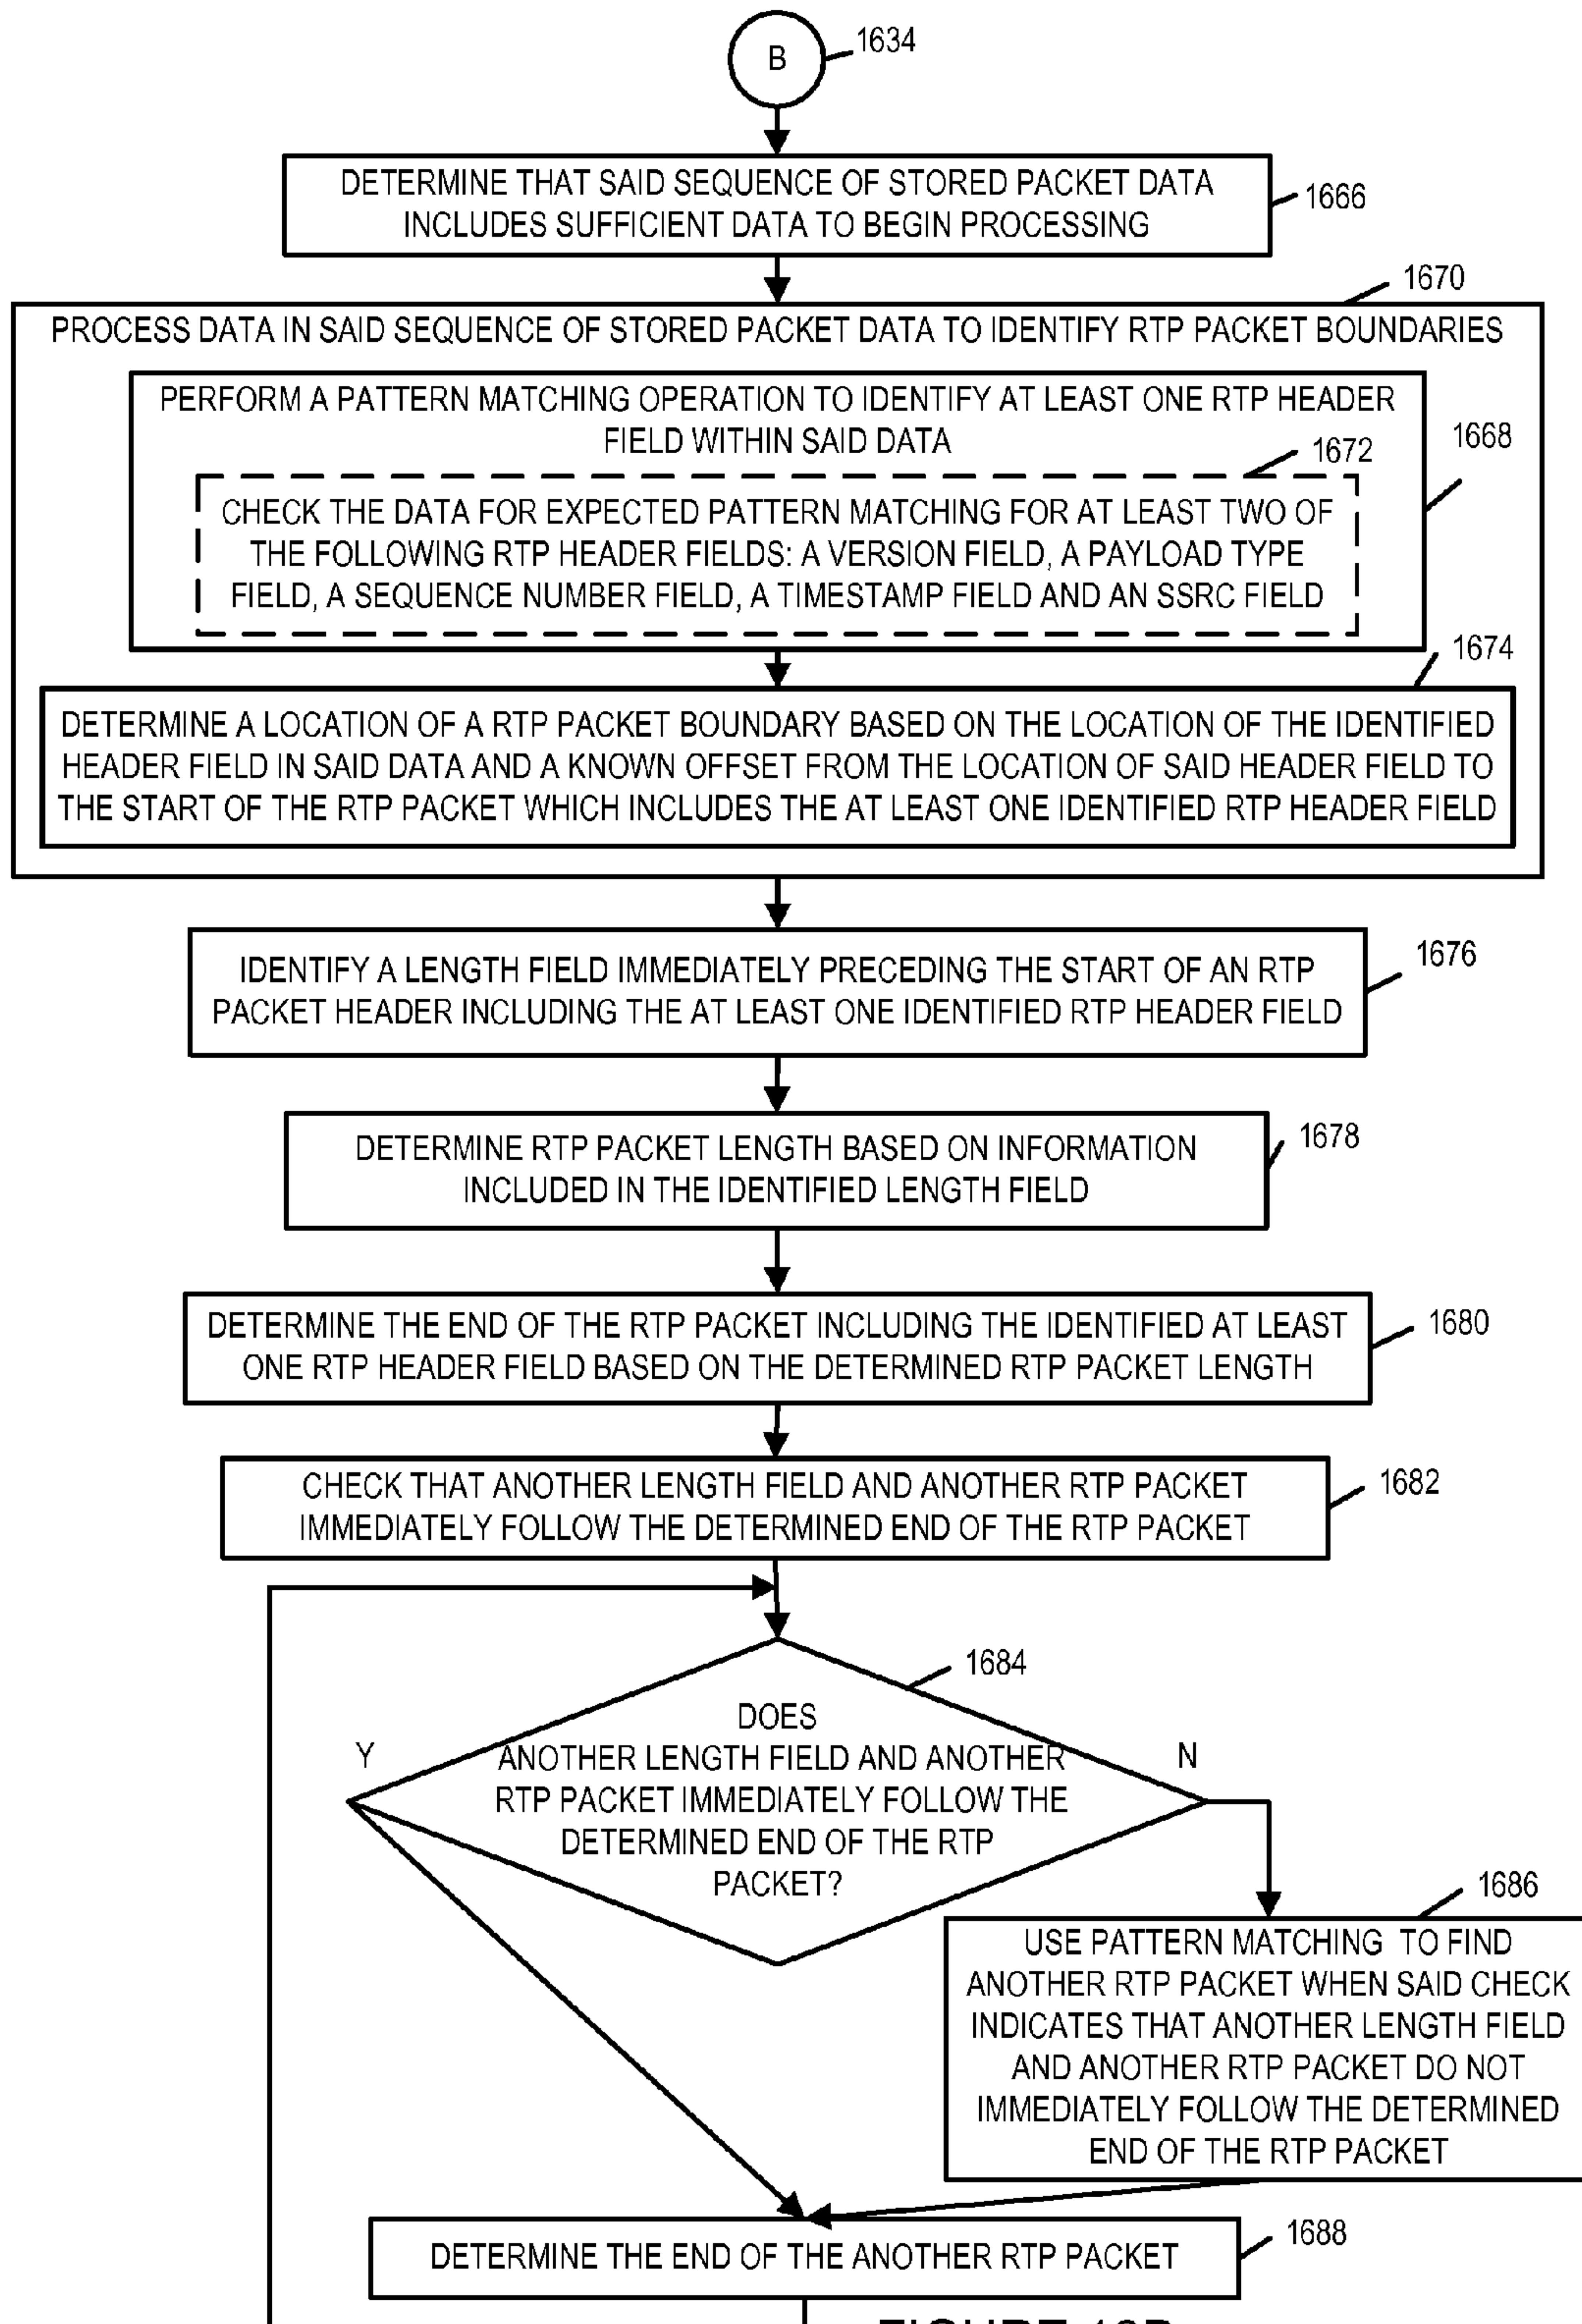 B
1634
DETERMINE THAT SAID SEQUENCE OF STORED PACKET DATA
INCLUDES SUFFICIENT DATA TO BEGIN PROCESSING
1666
1670
PROCESS DATA IN SAID SEQUENCE OF STORED PACKET DATA TO IDENTIFY RTP PACKET BOUNDARIES
PERFORM A PATTERN MATCHING OPERATION TO IDENTIFY AT LEAST ONE RTP HEADER
FIELD WITHIN SAID DATA
1668
1672
CHECK THE DATA FOR EXPECTED PATTERN MATCHING FOR AT LEAST TWO OF
THE FOLLOWING RTP HEADER FIELDS: A VERSION FIELD, A PAYLOAD TYPE
FIELD, A SEQUENCE NUMBER FIELD, A TIMESTAMP FIELD AND AN SSRC FIELD
1674
DETERMINE A LOCATION OF A RTP PACKET BOUNDARY BASED ON THE LOCATION OF THE IDENTIFIED
HEADER FIELD IN SAID DATA AND A KNOWN OFFSET FROM THE LOCATION OF SAID HEADER FIELD TO
THE START OF THE RTP PACKET WHICH INCLUDES THE AT LEAST ONE IDENTIFIED RTP HEADER FIELD
IDENTIFY A LENGTH FIELD IMMEDIATELY PRECEDING THE START OF AN RTP
PACKET HEADER INCLUDING THE AT LEAST ONE IDENTIFIED RTP HEADER FIELD
1676
DETERMINE RTP PACKET LENGTH BASED ON INFORMATION
INCLUDED IN THE IDENTIFIED LENGTH FIELD
1678
DETERMINE THE END OF THE RTP PACKET INCLUDING THE IDENTIFIED AT LEAST
ONE RTP HEADER FIELD BASED ON THE DETERMINED RTP PACKET LENGTH
1680
CHECK THAT ANOTHER LENGTH FIELD AND ANOTHER RTP PACKET
IMMEDIATELY FOLLOW THE DETERMINED END OF THE RTP PACKET
1682
1684
DOES
ANOTHER LENGTH FIELD AND ANOTHER
RTP PACKET IMMEDIATELY FOLLOW THE
DETERMINED END OF THE RTP
PACKET?
Y
N
1686
USE PATTERN MATCHING TO FIND
ANOTHER RTP PACKET WHEN SAID CHECK
INDICATES THAT ANOTHER LENGTH FIELD
AND ANOTHER RTP PACKET DO NOT
IMMEDIATELY FOLLOW THE DETERMINED
END OF THE RTP PACKET
DETERMINE THE END OF THE ANOTHER RTP PACKET
1688